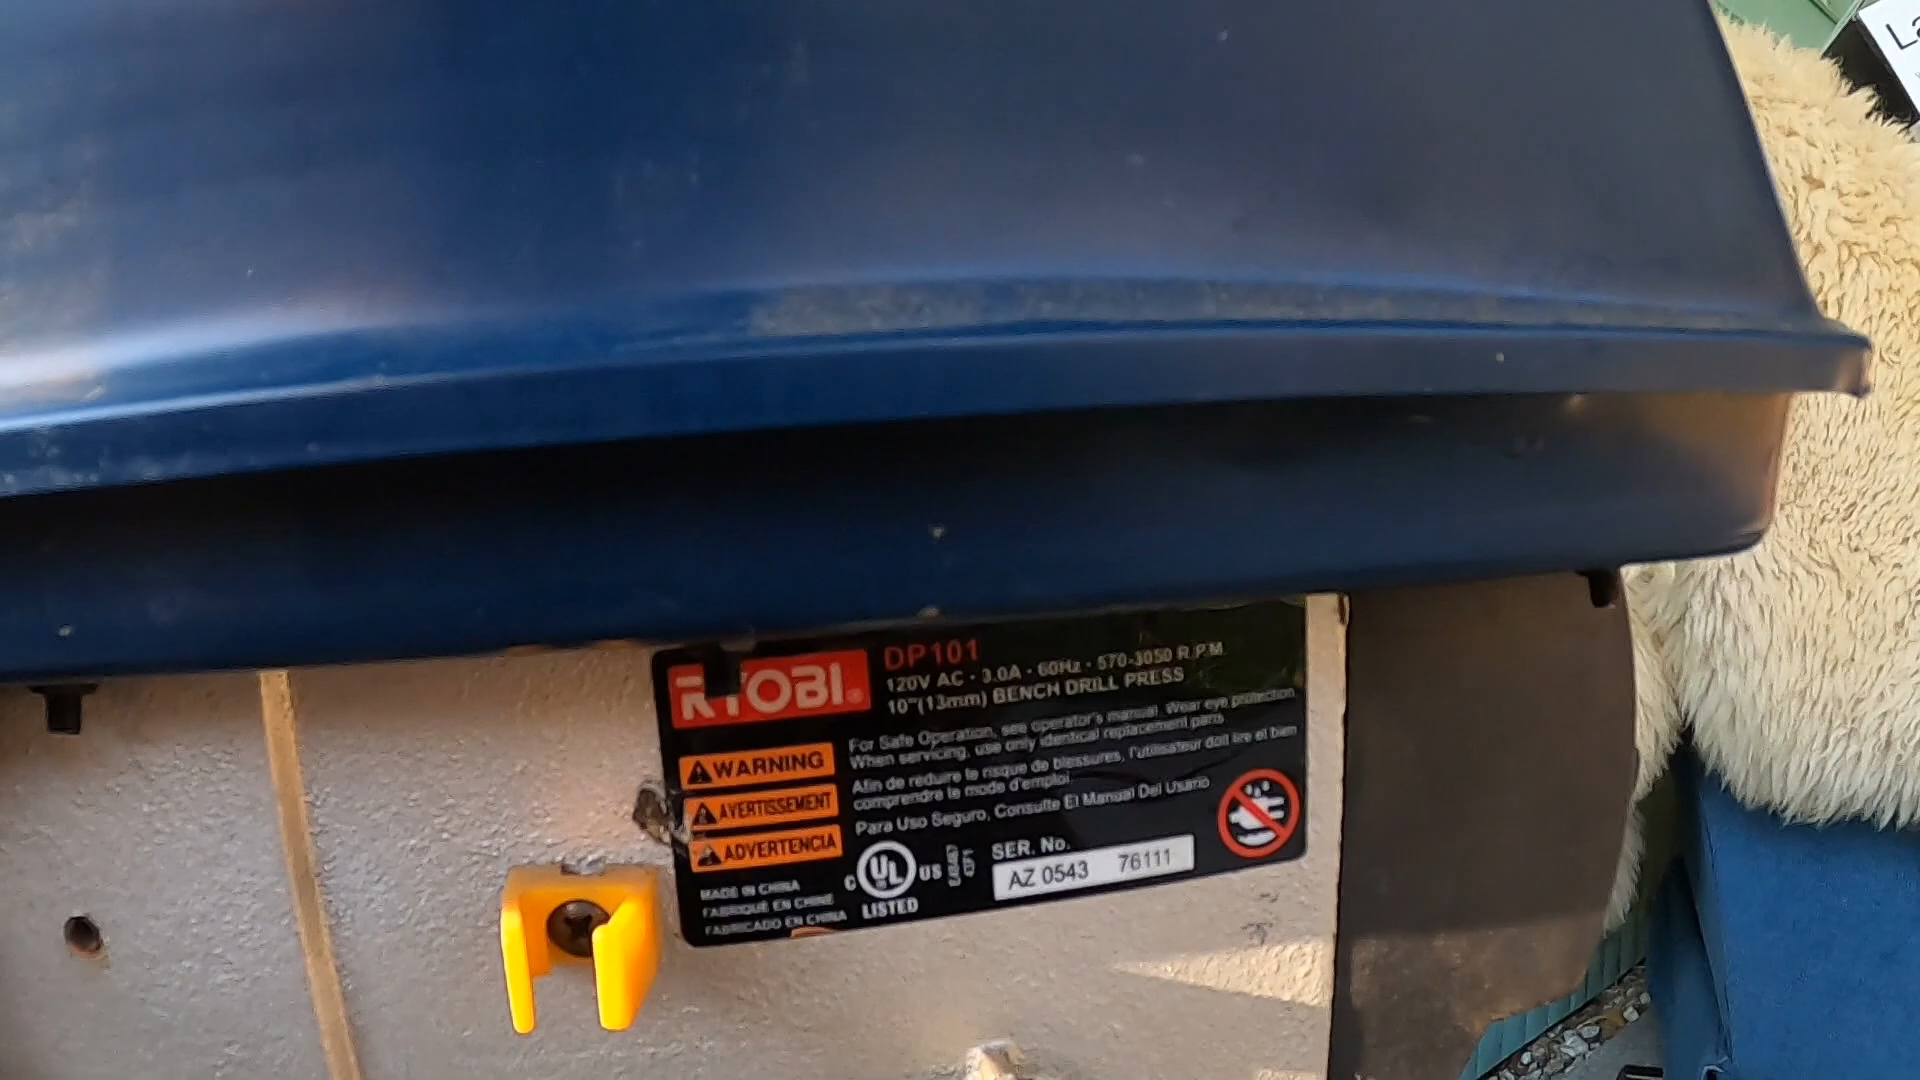 RYOBI
DP101
120V AC · 3.0A · 60Hz · 570-3050 R.P.M.
10"(13mm) BENCH DRILL PRESS
For Safe Operation, see operator's manual. Wear eye protection.
When servicing, use only identical replacement parts.
WARNING
Afin de reduire le risque de blessures, l'utilisateur doit lire et bien
comprendre le mode d'emploi.
AVERTISSEMENT
Para Uso Seguro, Consulte El Manual Del Usario
ADVERTENCIA
C UL US
LISTED
SER. No.
AZ 0543 76111
MADE IN CHINA
FABRIQUÉ EN CHINE
FABRICADO EN CHINA